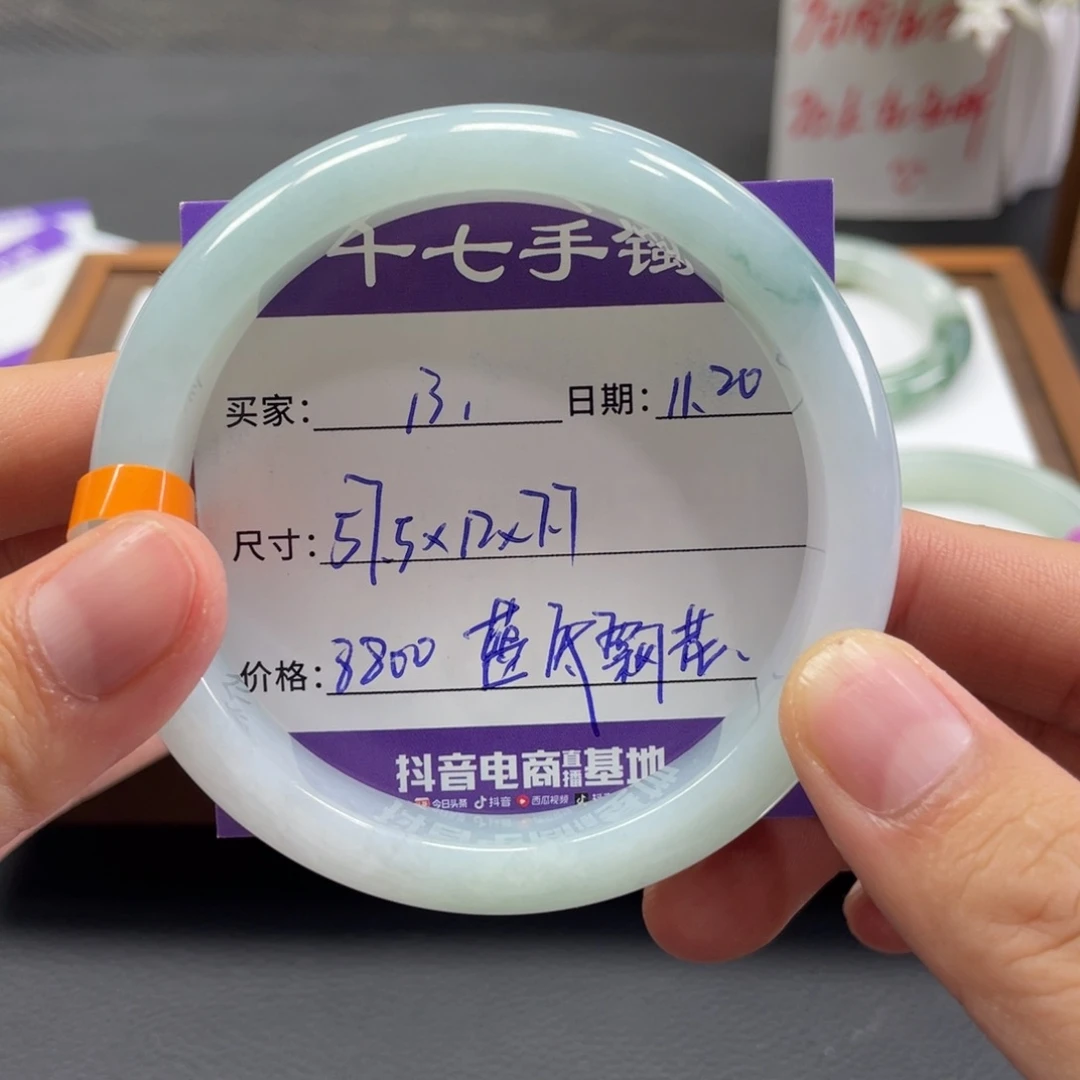 十七手镯
买家: 13. 日期: 11.20
尺寸: 57.5×12×7.7
价格: 3800 蓝底飘花、
抖音电商直播基地
今日头条 抖音 西瓜视频